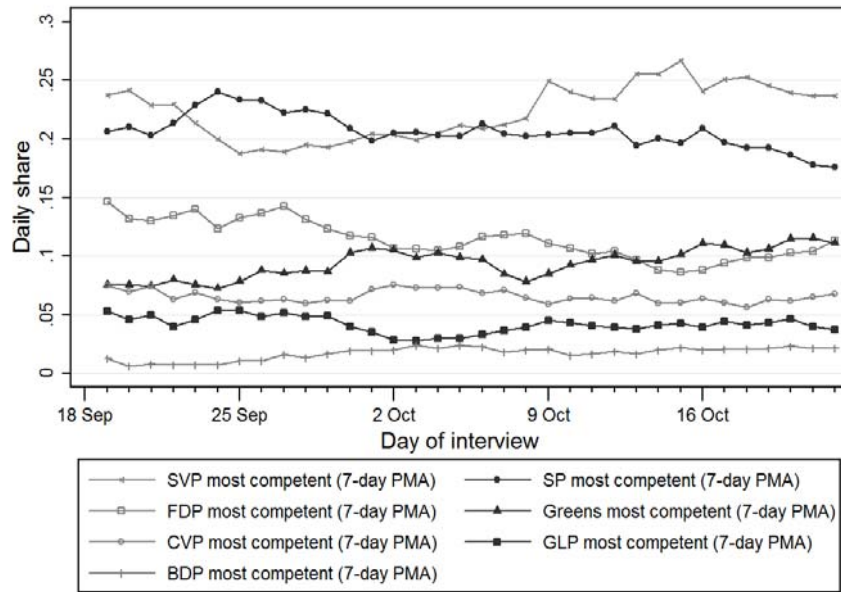 .3
.25
.2
.15
.1
.05
0
Daily share
18 Sep 25 Sep 2 Oct 9 Oct 16 Oct
Day of interview
SVP most competent (7-day PMA) SP most competent (7-day PMA)
FDP most competent (7-day PMA) Greens most competent (7-day PMA)
CVP most competent (7-day PMA) GLP most competent (7-day PMA)
BDP most competent (7-day PMA)